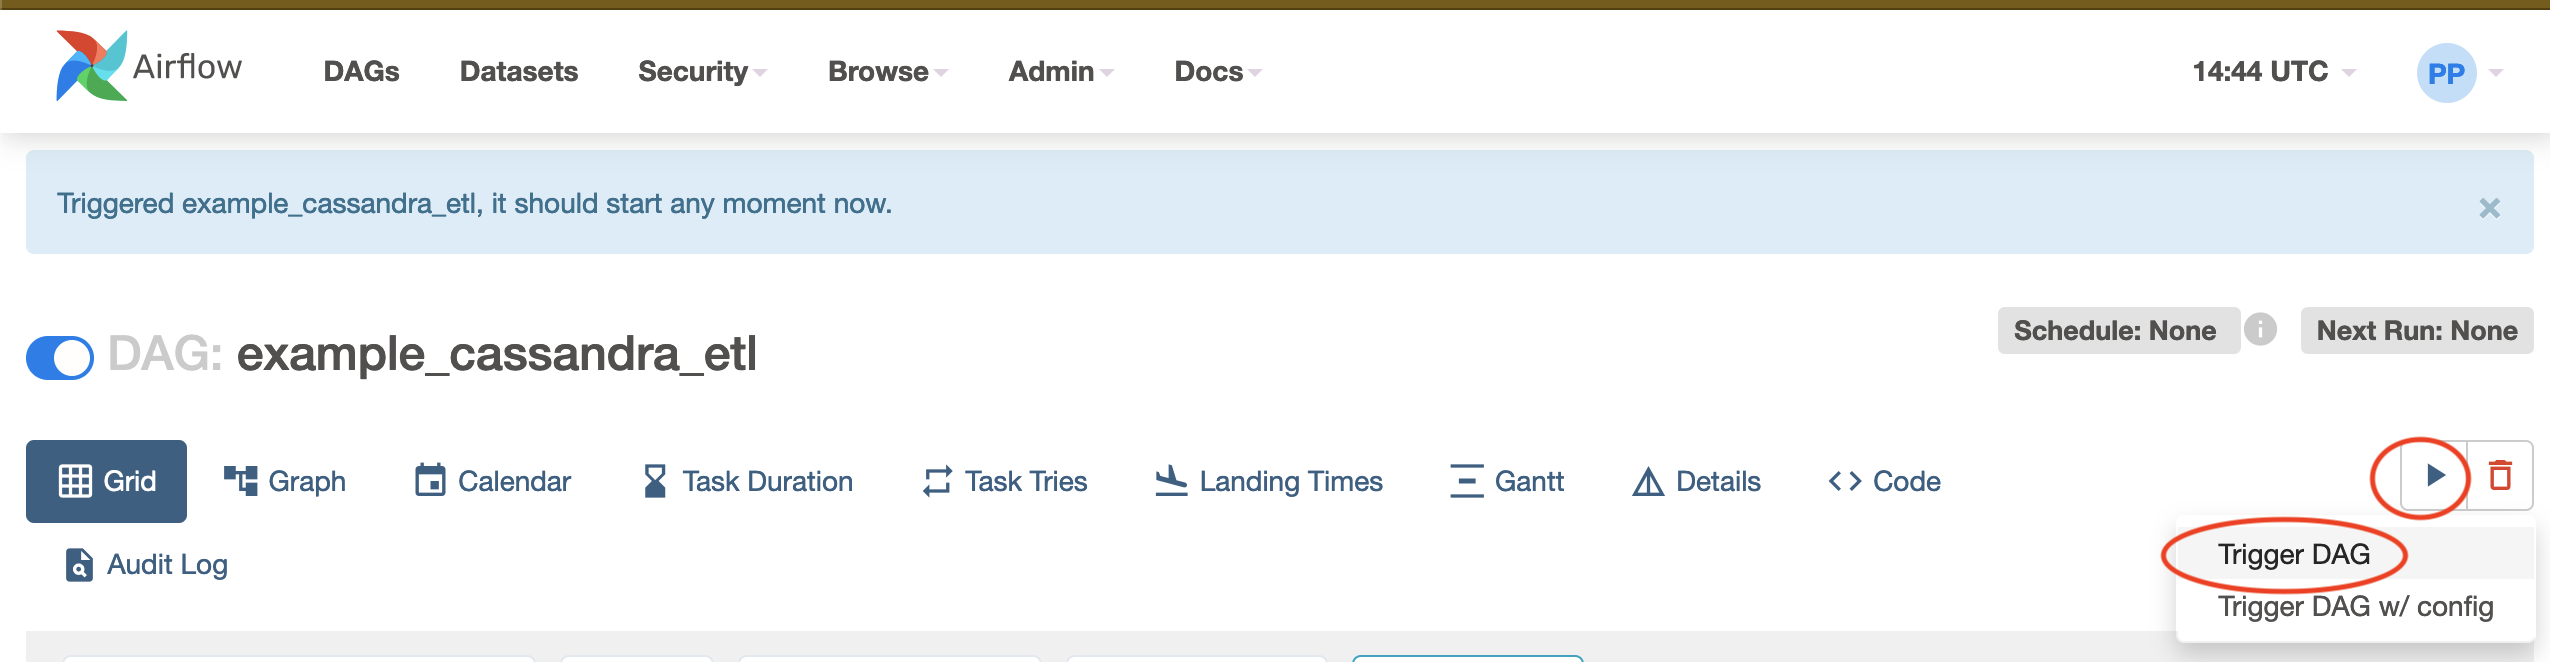 Airflow DAGs Datasets Security Browse Admin Docs 14:44 UTC PP
Triggered example_cassandra_etl, it should start any moment now. ×
Schedule: None i Next Run: None
DAG: example_cassandra_etl
Grid Graph Calendar Task Duration Task Tries Landing Times Gantt Details <> Code
Trigger DAG
Audit Log
Trigger DAG w/ config